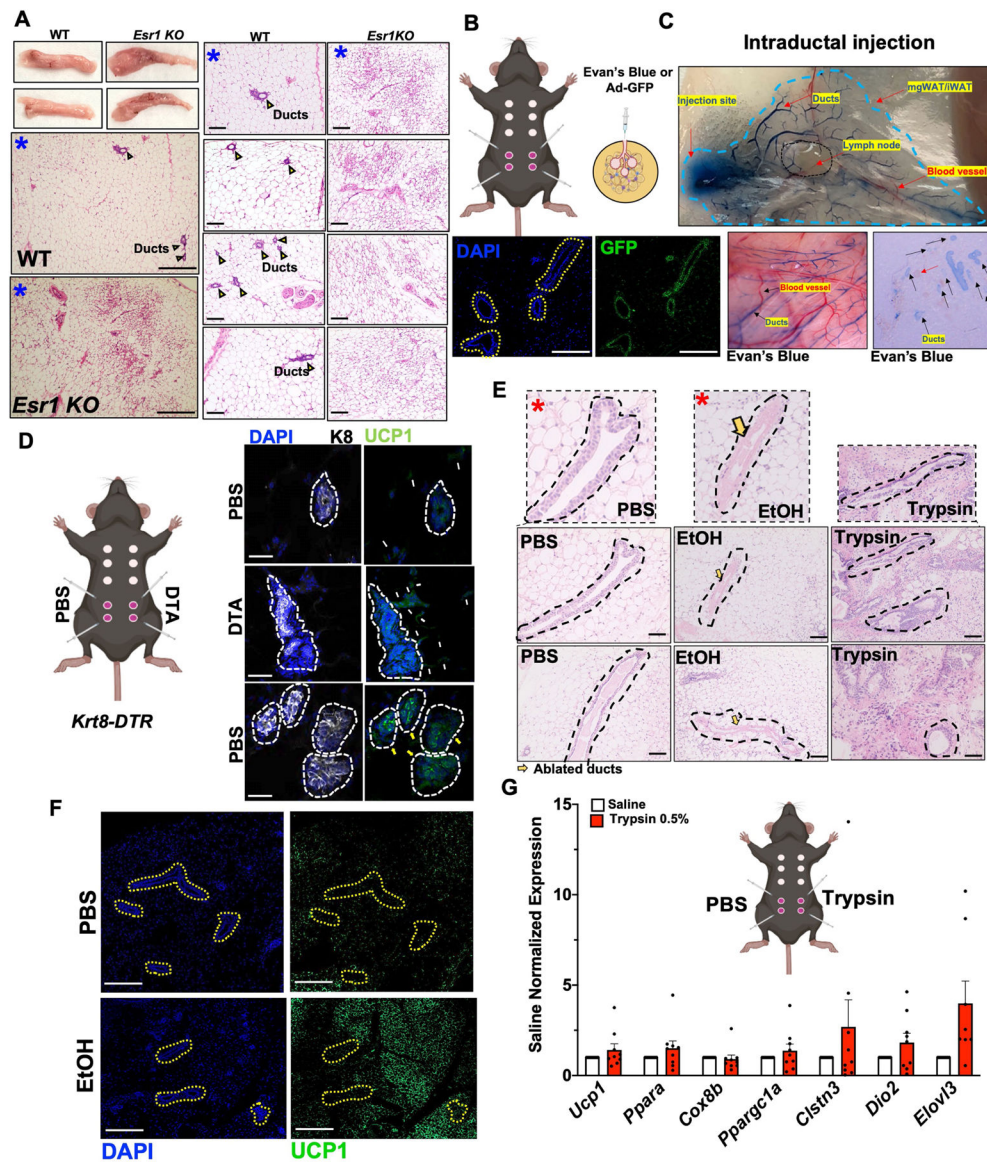 A
WT
Esr1 KO
WT
Esr1KO
*
*
Ducts
*
Ducts
WT
Ducts
*
Esr1 KO
Ducts
B
Evan's Blue or
Ad-GFP
DAPI
GFP
C
Intraductal injection
Injection site
Ducts
mgWAT/iWAT
Lymph node
Blood vessel
Blood vessel
Ducts
Evan's Blue
Ducts
Evan's Blue
D
PBS
DTA
Krt8-DTR
DAPI
K8
UCP1
PBS
DTA
PBS
E
*
PBS
*
EtOH
Trypsin
PBS
EtOH
Trypsin
PBS
EtOH
Trypsin
Ablated ducts
F
PBS
EtOH
DAPI
UCP1
G
Saline
Trypsin 0.5%
PBS
Trypsin
Saline Normalized Expression
15
10
5
0
Ucp1
Ppara
Cox8b
Ppargc1a
Clstn3
Dio2
Elovl3